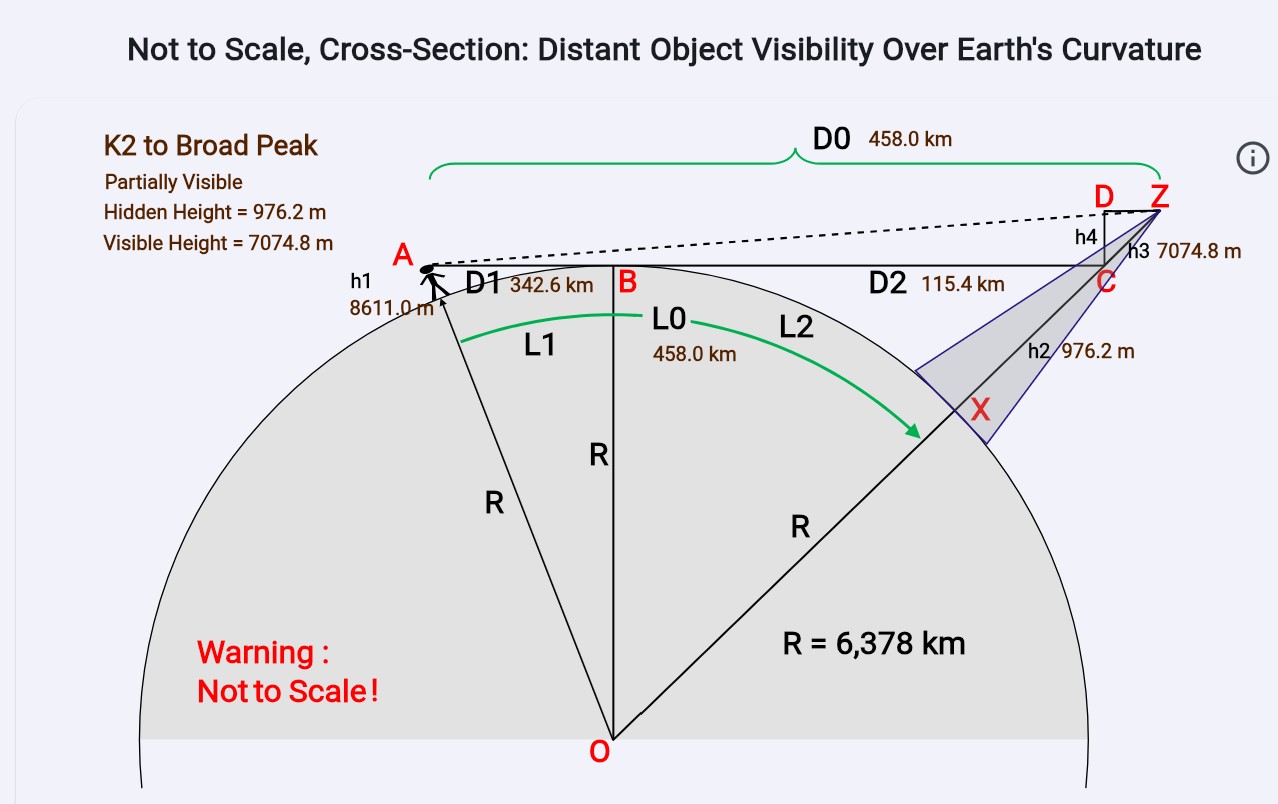 Not to Scale, Cross-Section: Distant Object Visibility Over Earth's Curvature
K2 to Broad Peak
Partially Visible
Hidden Height = 976.2 m
Visible Height = 7074.8 m
D0 458.0 km
D Z
h4
h3 7074.8 m
A
h1
8611.0 m
D1 342.6 km
B
D2 115.4 km
C
L0
458.0 km
L1
L2
h2 976.2 m
X
R
R
R
R = 6,378 km
Warning :
Not to Scale!
O